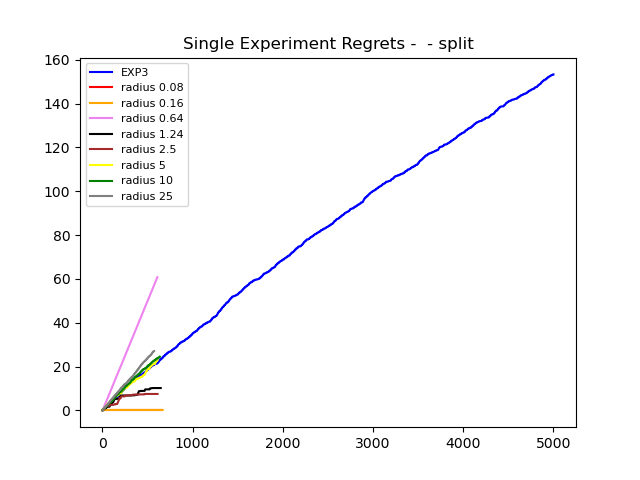 Single Experiment Regrets -  - split
160
140
120
100
80
60
40
20
0
EXP3
radius 0.08
radius 0.16
radius 0.64
radius 1.24
radius 2.5
radius 5
radius 10
radius 25
0 1000 2000 3000 4000 5000